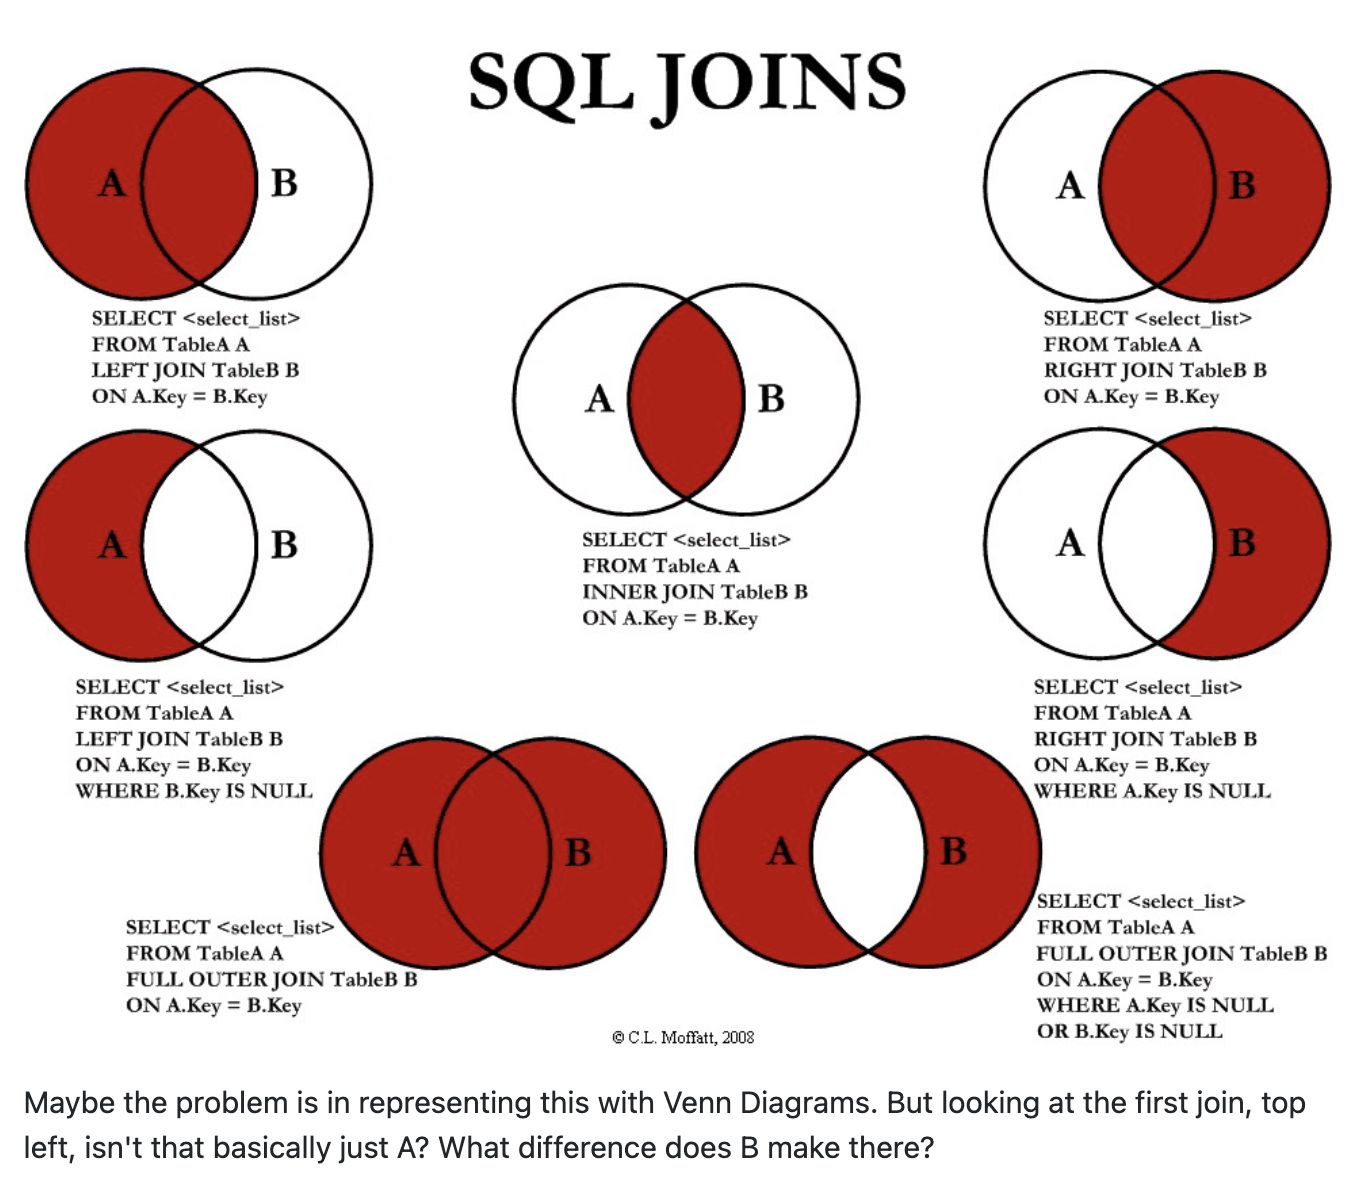 SQL JOINS
A
B
SELECT <select_list>
FROM TableA A
LEFT JOIN TableB B
ON A.Key = B.Key
A
B
SELECT <select_list>
FROM TableA A
RIGHT JOIN TableB B
ON A.Key = B.Key
A
B
SELECT <select_list>
FROM TableA A
INNER JOIN TableB B
ON A.Key = B.Key
A
B
SELECT <select_list>
FROM TableA A
LEFT JOIN TableB B
ON A.Key = B.Key
WHERE B.Key IS NULL
A
B
SELECT <select_list>
FROM TableA A
RIGHT JOIN TableB B
ON A.Key = B.Key
WHERE A.Key IS NULL
A
B
SELECT <select_list>
FROM TableA A
FULL OUTER JOIN TableB B
ON A.Key = B.Key
A
B
SELECT <select_list>
FROM TableA A
FULL OUTER JOIN TableB B
ON A.Key = B.Key
WHERE A.Key IS NULL
OR B.Key IS NULL
© C.L. Moffatt, 2008
Maybe the problem is in representing this with Venn Diagrams. But looking at the first join, top
left, isn't that basically just A? What difference does B make there?